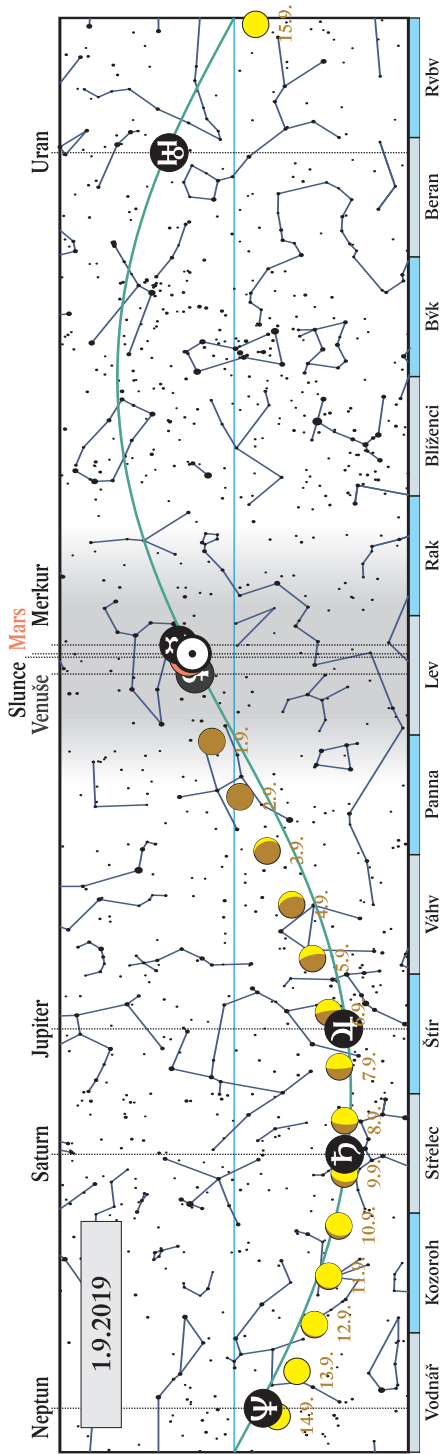 1.9.2019
Neptun
Saturn
Jupiter
Slunce Mars
Venuše Merkur
Uran
1.9.
2.9.
3.9.
4.9.
5.9.
6.9.
7.9.
8.9.
9.9.
10.9.
11.9.
12.9.
13.9.
14.9.
15.9.
Vodnář Kozoroh Střelec Štír Váhy Panna Lev Rak Blíženci Býk Beran Ryby